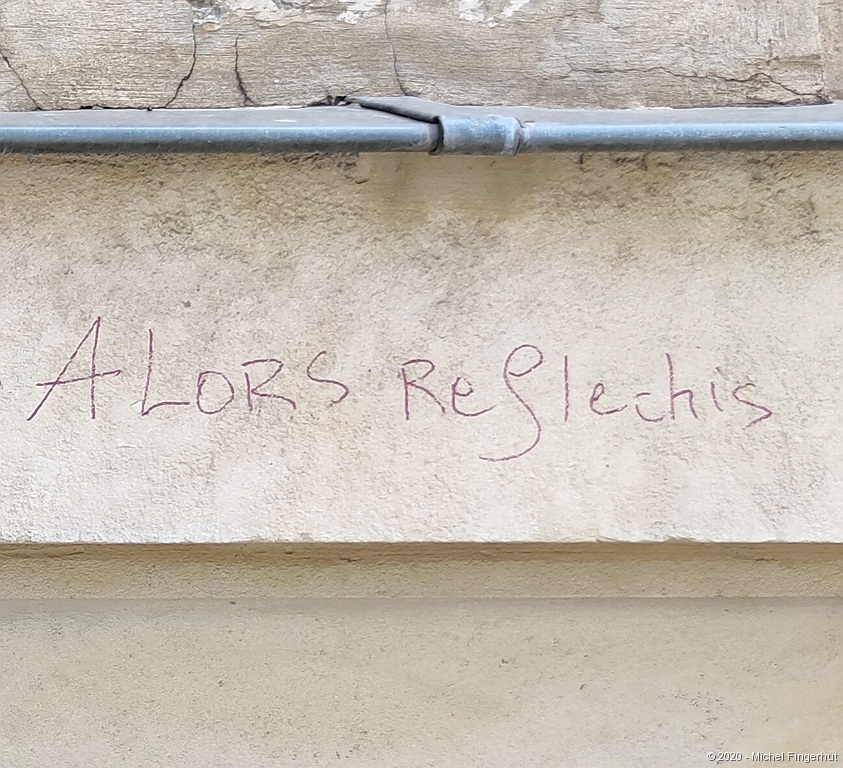 ALORS Reflechis
© 2020 - Michel Fingerhut